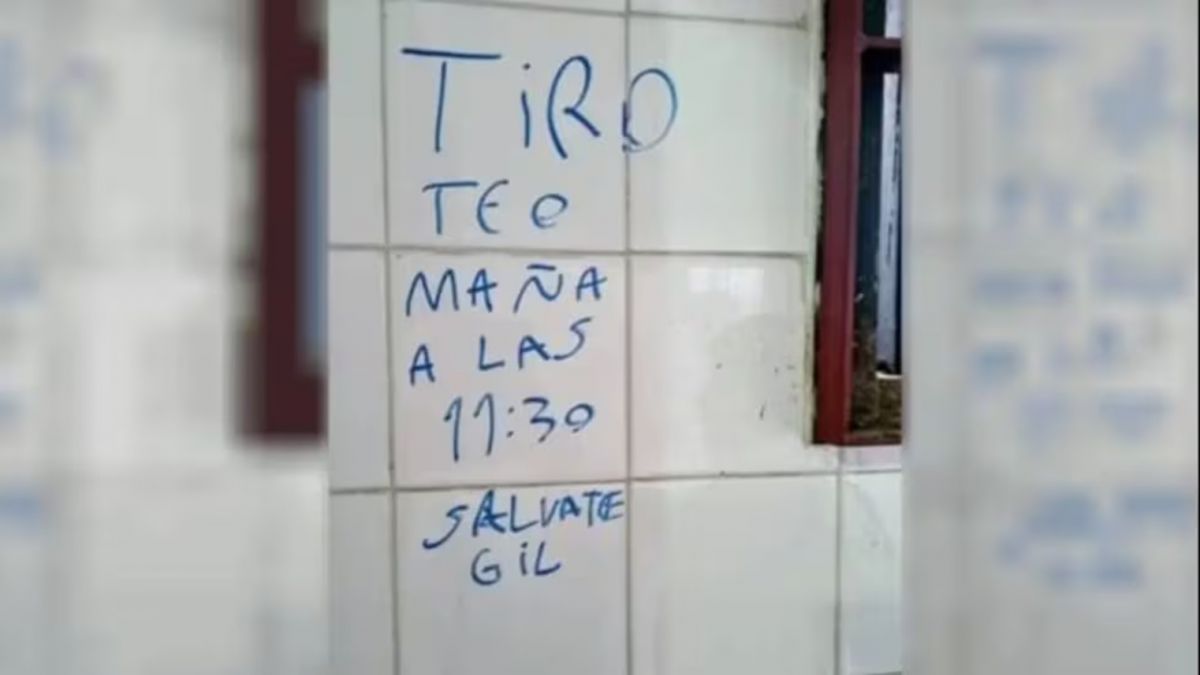 TiRO
TEO
MAÑA
A LAS
11:30
SALVATE
GiL